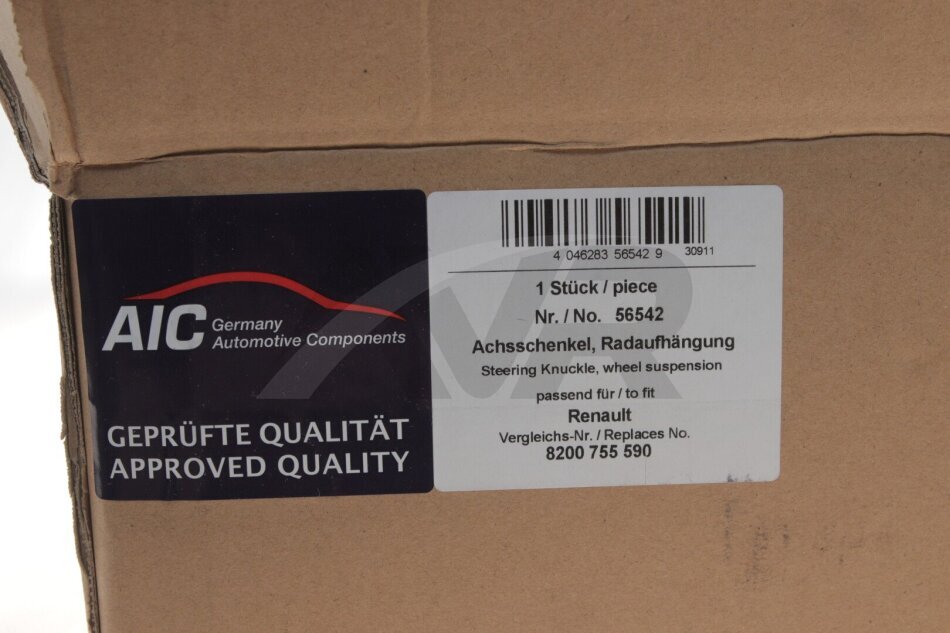 AIC Germany
Automotive Components
GEPRÜFTE QUALITÄT
APPROVED QUALITY
4 046283 56542 9
30911
1 Stück / piece
Nr. / No. 56542
Achsschenkel, Radaufhängung
Steering Knuckle, wheel suspension
passend für / to fit
Renault
Vergleichs-Nr. / Replaces No.
8200 755 590